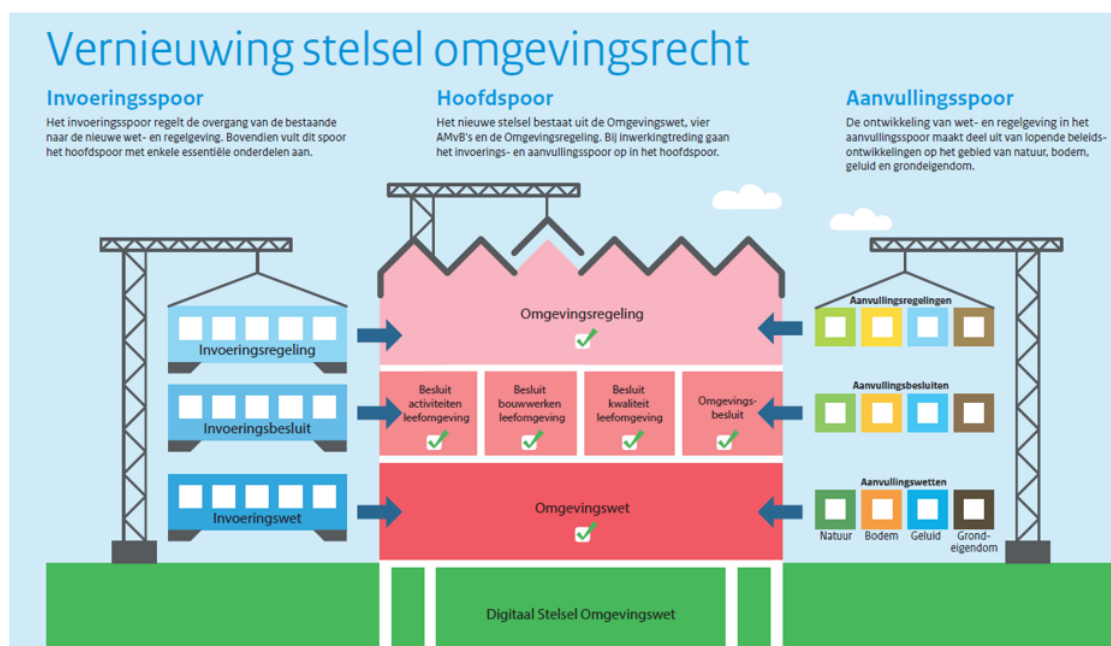 Vernieuwing stelsel omgevingsrecht
Invoeringsspoor
Het invoeringsspoor regelt de overgang van de bestaande
naar de nieuwe wet- en regelgeving. Bovendien vult dit spoor
het hoofdspoor met enkele essentiële onderdelen aan.
Hoofdspoor
Het nieuwe stelsel bestaat uit de Omgevingswet, vier
AMvB's en de Omgevingsregeling. Bij inwerkingtreding gaan
het invoerings- en aanvullingsspoor op in het hoofdspoor.
Aanvullingsspoor
De ontwikkeling van wet- en regelgeving in het
aanvullingsspoor maakt deel uit van lopende beleids-
ontwikkelingen op het gebied van natuur, bodem,
geluid en grondeigendom.
Invoeringsregeling
Omgevingsregeling
Aanvullingsregelingen
Invoeringsbesluit
Besluit
activiteiten
leefomgeving
Besluit
bouwwerken
leefomgeving
Besluit
kwaliteit
leefomgeving
Omgevings-
besluit
Aanvullingsbesluiten
Invoeringswet
Omgevingswet
Aanvullingswetten
Natuur
Bodem
Geluid
Grond-
eigendom
Digitaal Stelsel Omgevingswet